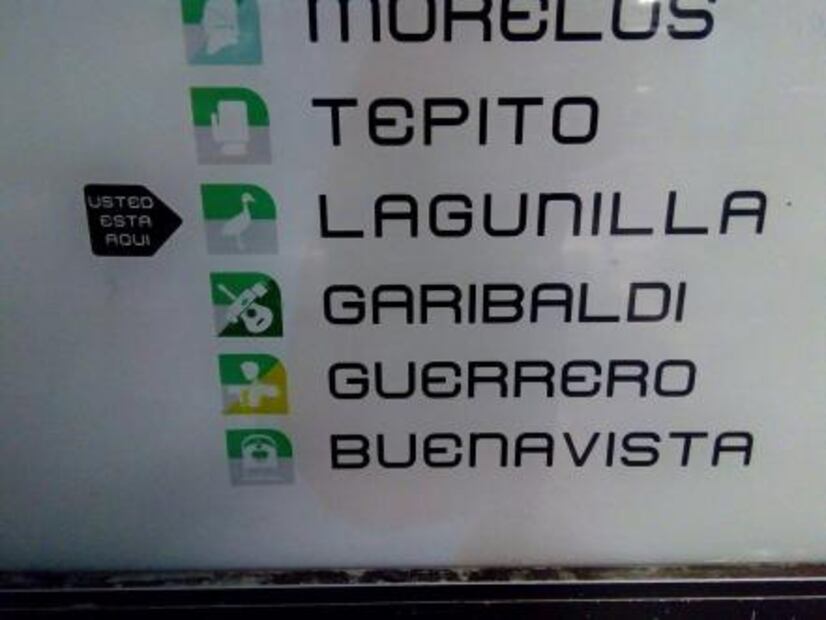 MORELOS
TEPITO
USTED
ESTA
AQUI
LAGUNILLA
GARIBALDI
GUERRERO
BUENAVISTA